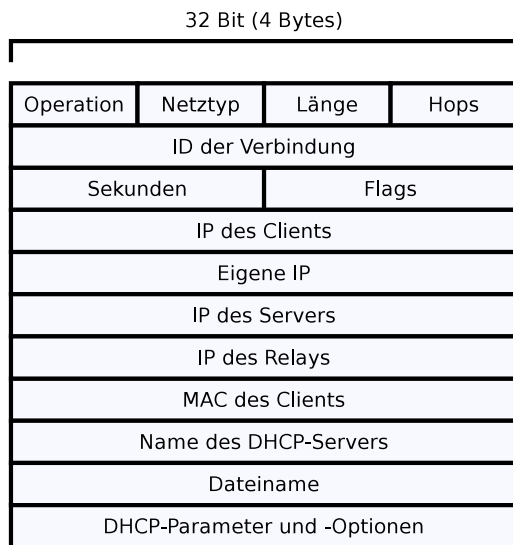 32 Bit (4 Bytes)
Operation Netztyp Länge Hops
ID der Verbindung
Sekunden Flags
IP des Clients
Eigene IP
IP des Servers
IP des Relays
MAC des Clients
Name des DHCP-Servers
Dateiname
DHCP-Parameter und -Optionen